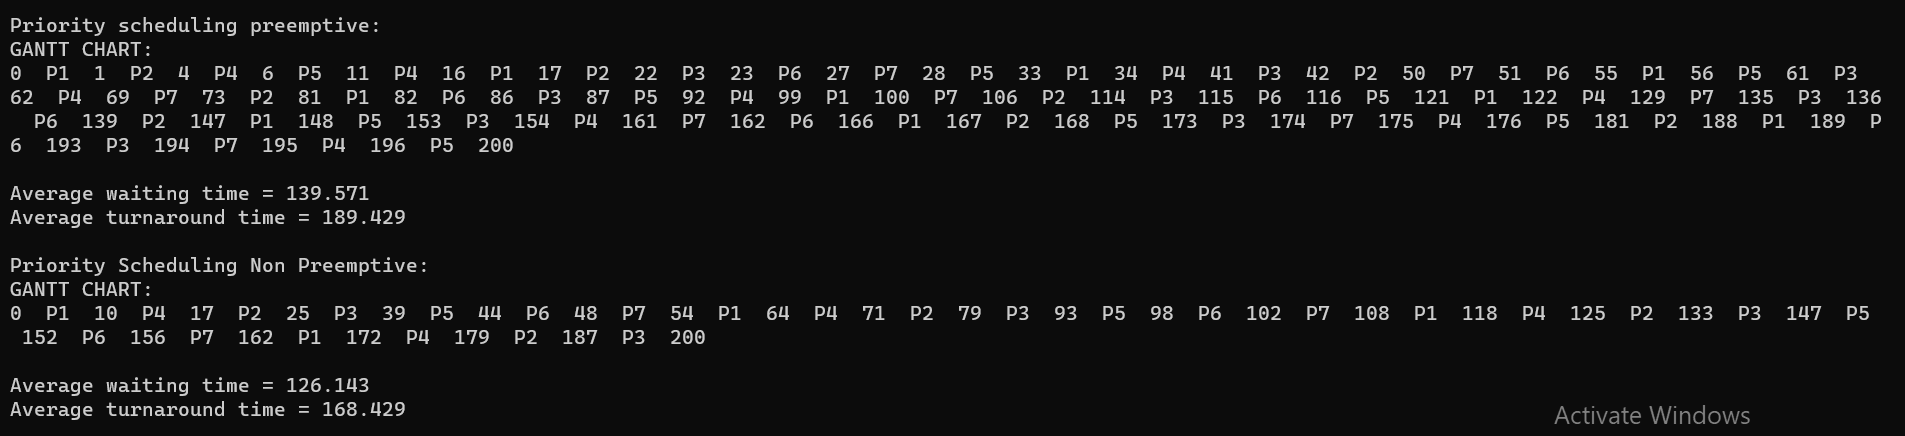 Priority scheduling preemptive:
GANTT CHART:
0  P1  1  P2  4  P4  6  P5  11  P4  16  P1  17  P2  22  P3  23  P6  27  P7  28  P5  33  P1  34  P4  41  P3  42  P2  50  P7  51  P6  55  P1  56  P5  61  P3
62  P4  69  P7  73  P2  81  P1  82  P6  86  P3  87  P5  92  P4  99  P1  100  P7  106  P2  114  P3  115  P6  116  P5  121  P1  122  P4  129  P7  135  P3  136
P6  139  P2  147  P1  148  P5  153  P3  154  P4  161  P7  162  P6  166  P1  167  P2  168  P5  173  P3  174  P7  175  P4  176  P5  181  P2  188  P1  189  P
6  193  P3  194  P7  195  P4  196  P5  200
Average waiting time = 139.571
Average turnaround time = 189.429
Priority Scheduling Non Preemptive:
GANTT CHART:
0  P1  10  P4  17  P2  25  P3  39  P5  44  P6  48  P7  54  P1  64  P4  71  P2  79  P3  93  P5  98  P6  102  P7  108  P1  118  P4  125  P2  133  P3  147  P5
152  P6  156  P7  162  P1  172  P4  179  P2  187  P3  200
Average waiting time = 126.143
Average turnaround time = 168.429
Activate Windows